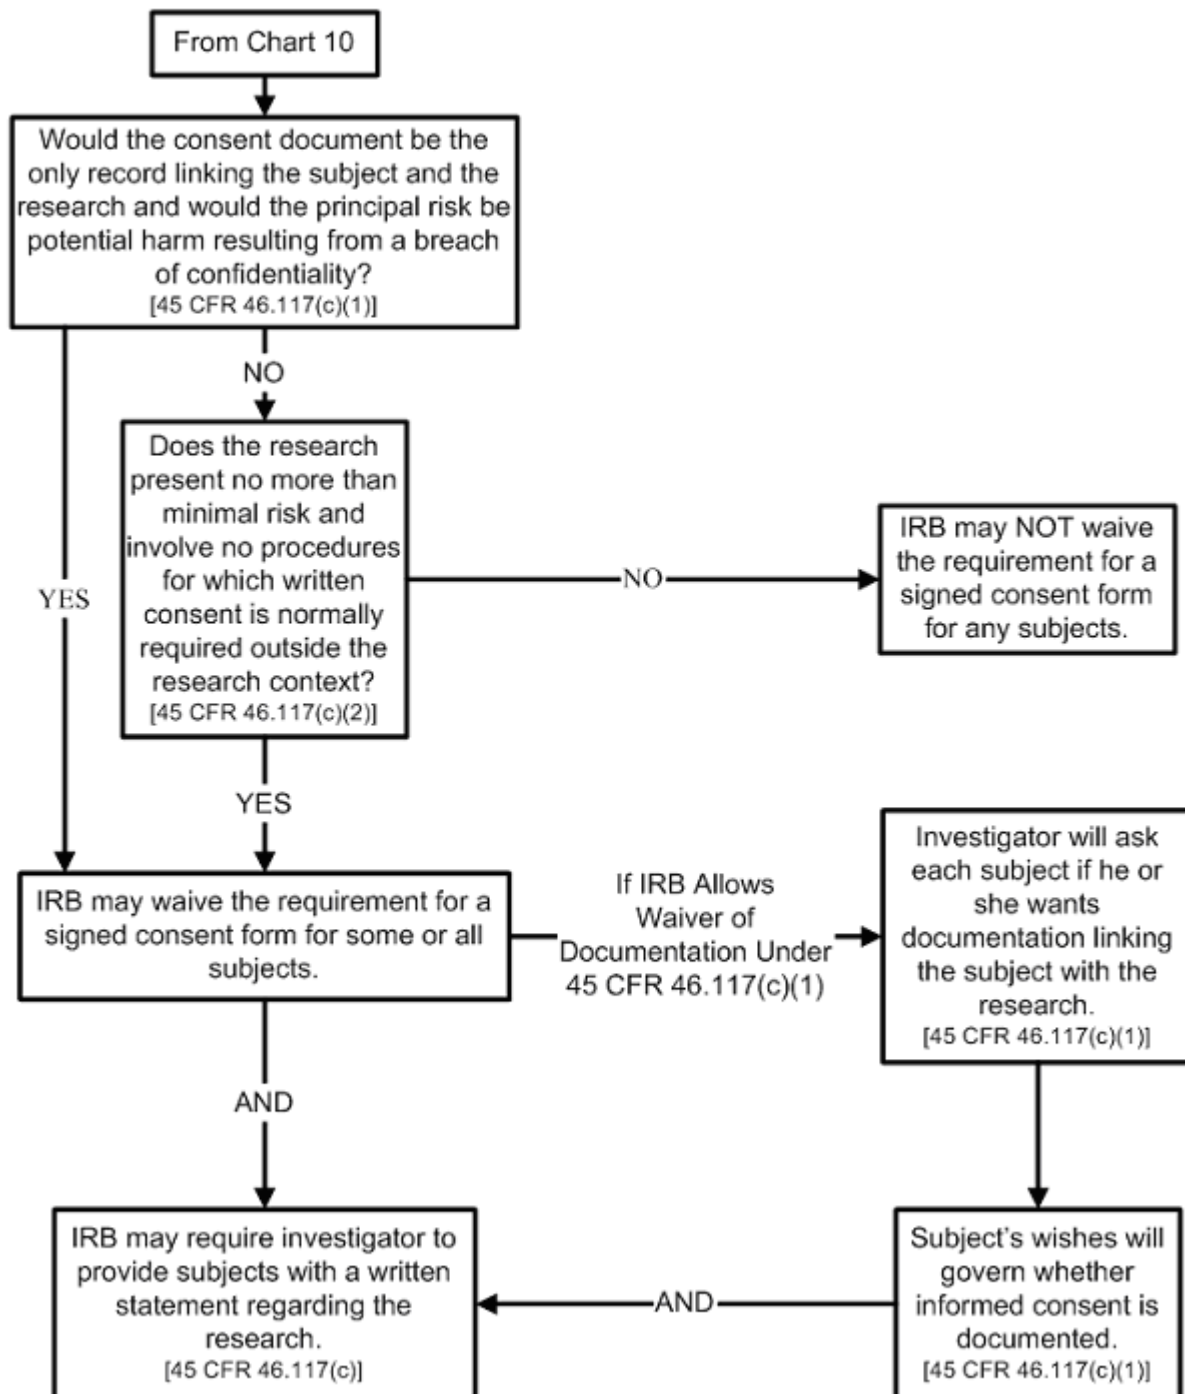 From Chart 10
Would the consent document be the
only record linking the subject and the
research and would the principal risk be
potential harm resulting from a breach
of confidentiality?
[45 CFR 46.117(c)(1)]
YES
NO
Does the research
present no more than
minimal risk and
involve no procedures
for which written
consent is normally
required outside the
research context?
[45 CFR 46.117(c)(2)]
NO
IRB may NOT waive
the requirement for a
signed consent form
for any subjects.
YES
IRB may waive the requirement for a
signed consent form for some or all
subjects.
If IRB Allows
Waiver of
Documentation Under
45 CFR 46.117(c)(1)
Investigator will ask
each subject if he or
she wants
documentation linking
the subject with the
research.
[45 CFR 46.117(c)(1)]
AND
IRB may require investigator to
provide subjects with a written
statement regarding the
research.
[45 CFR 46.117(c)]
AND
Subject's wishes will
govern whether
informed consent is
documented.
[45 CFR 46.117(c)(1)]